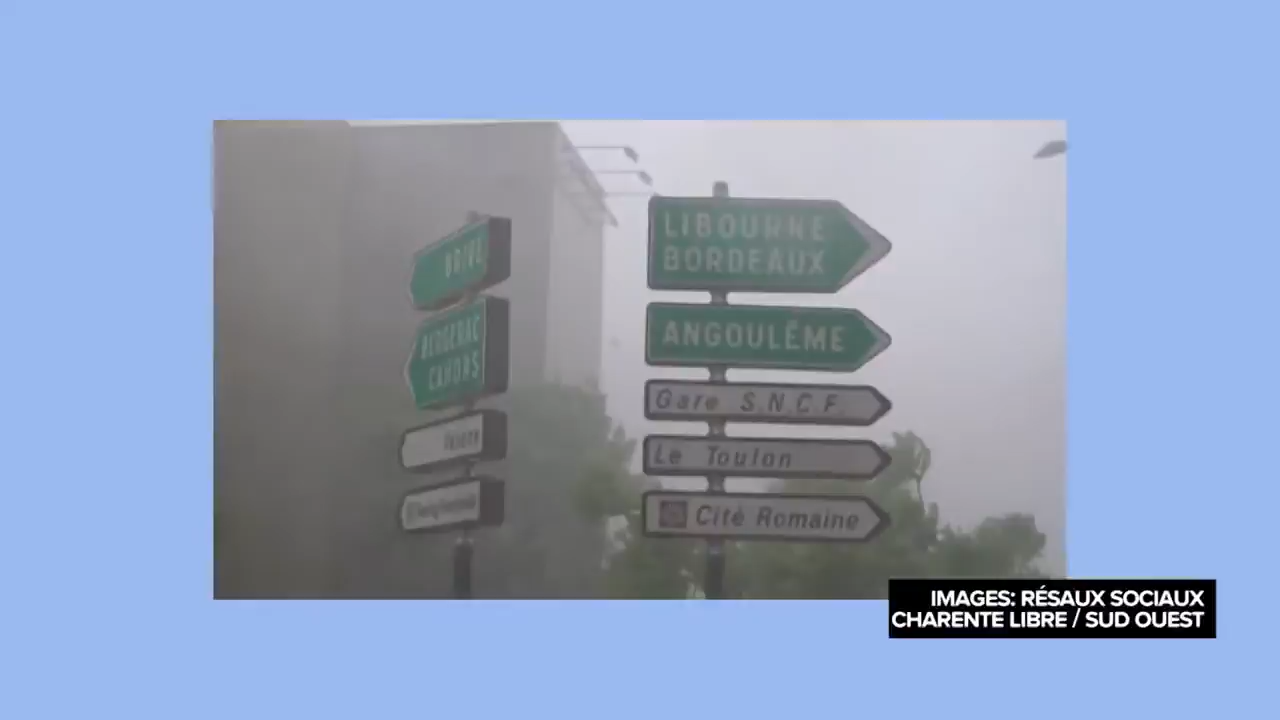 BRIVE
BERGERAC
CAHORS
LIBOURNE
BORDEAUX
ANGOULÊME
Gare S.N.C.F.
Le Toulon
Cité Romaine
IMAGES: RÉSAUX SOCIAUX
CHARENTE LIBRE / SUD OUEST